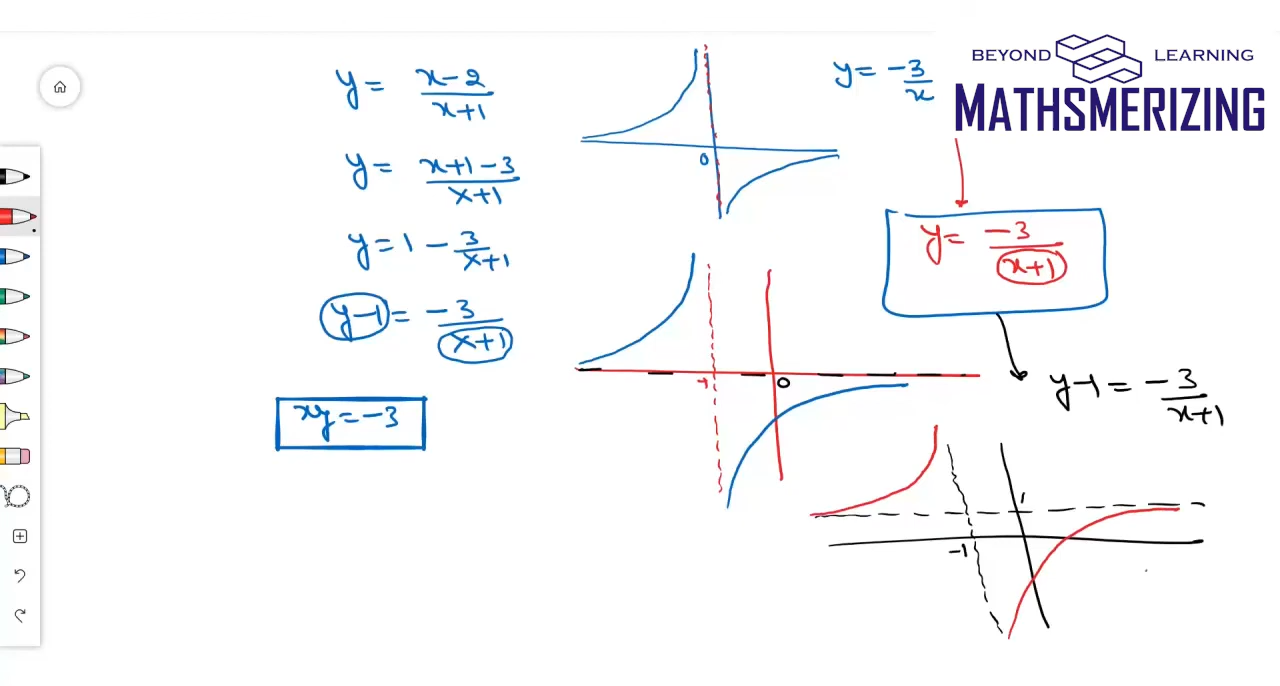 BEYOND LEARNING
MATHSMERIZING
y = x-2 / x+1
y = x+1-3 / x+1
y = 1 - 3 / x+1
y-1 = -3 / x+1
xy = -3
0
y = -3 / x
y = -3 / (x+1)
-1
0
y-1 = -3 / x+1
1
-1